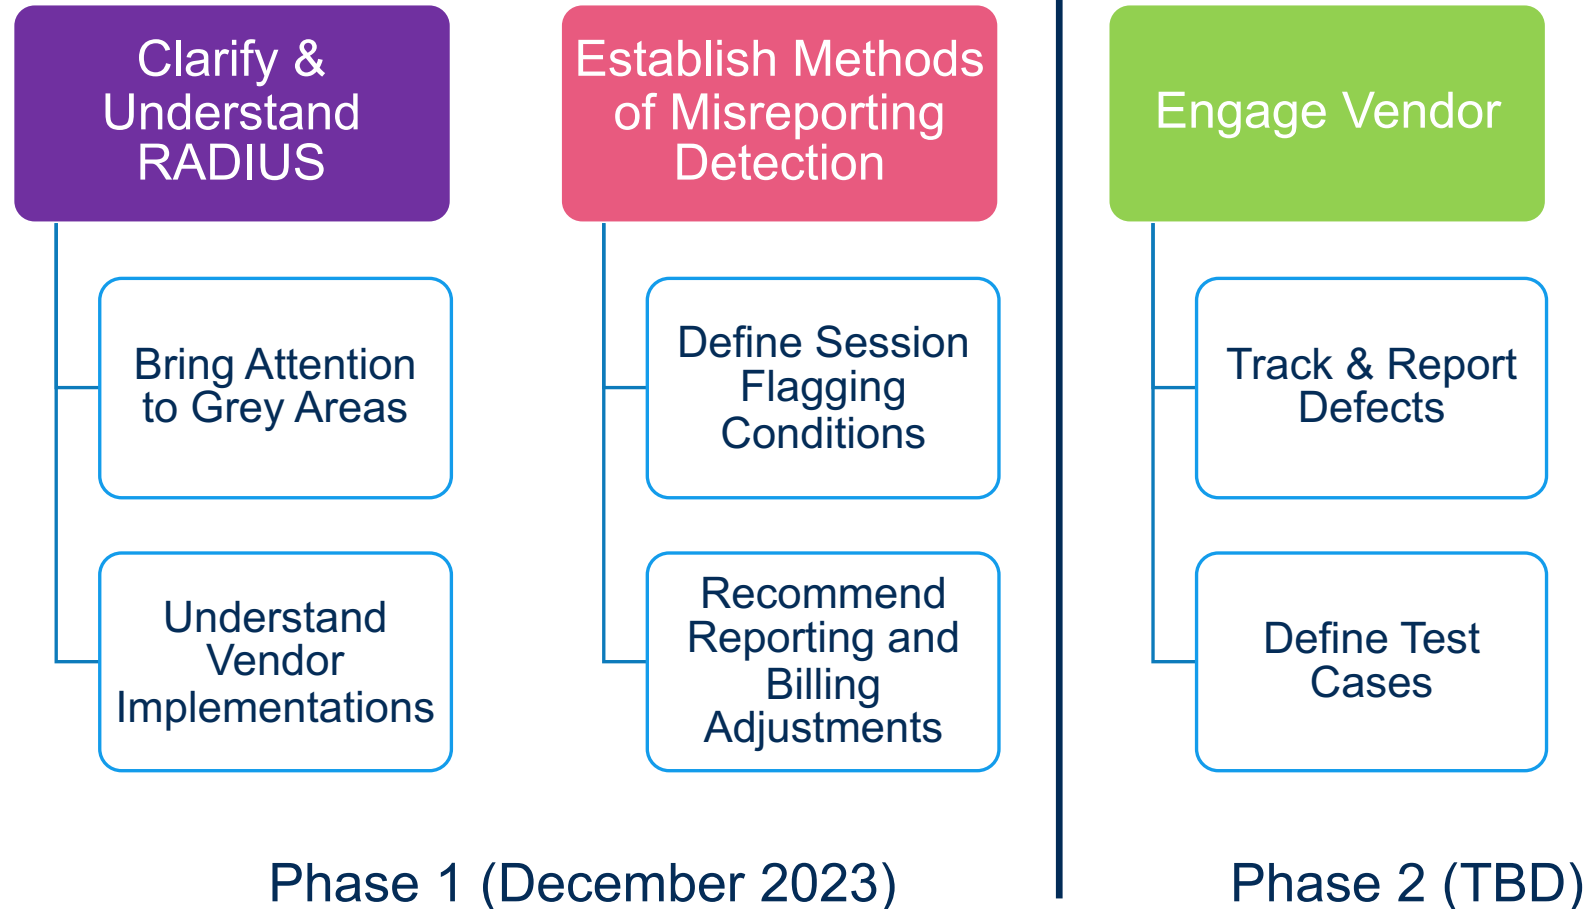 Clarify &
Understand
RADIUS
Bring Attention
to Grey Areas
Understand
Vendor
Implementations
Establish Methods
of Misreporting
Detection
Define Session
Flagging
Conditions
Recommend
Reporting and
Billing
Adjustments
Phase 1 (December 2023)
Engage Vendor
Track & Report
Defects
Define Test
Cases
Phase 2 (TBD)